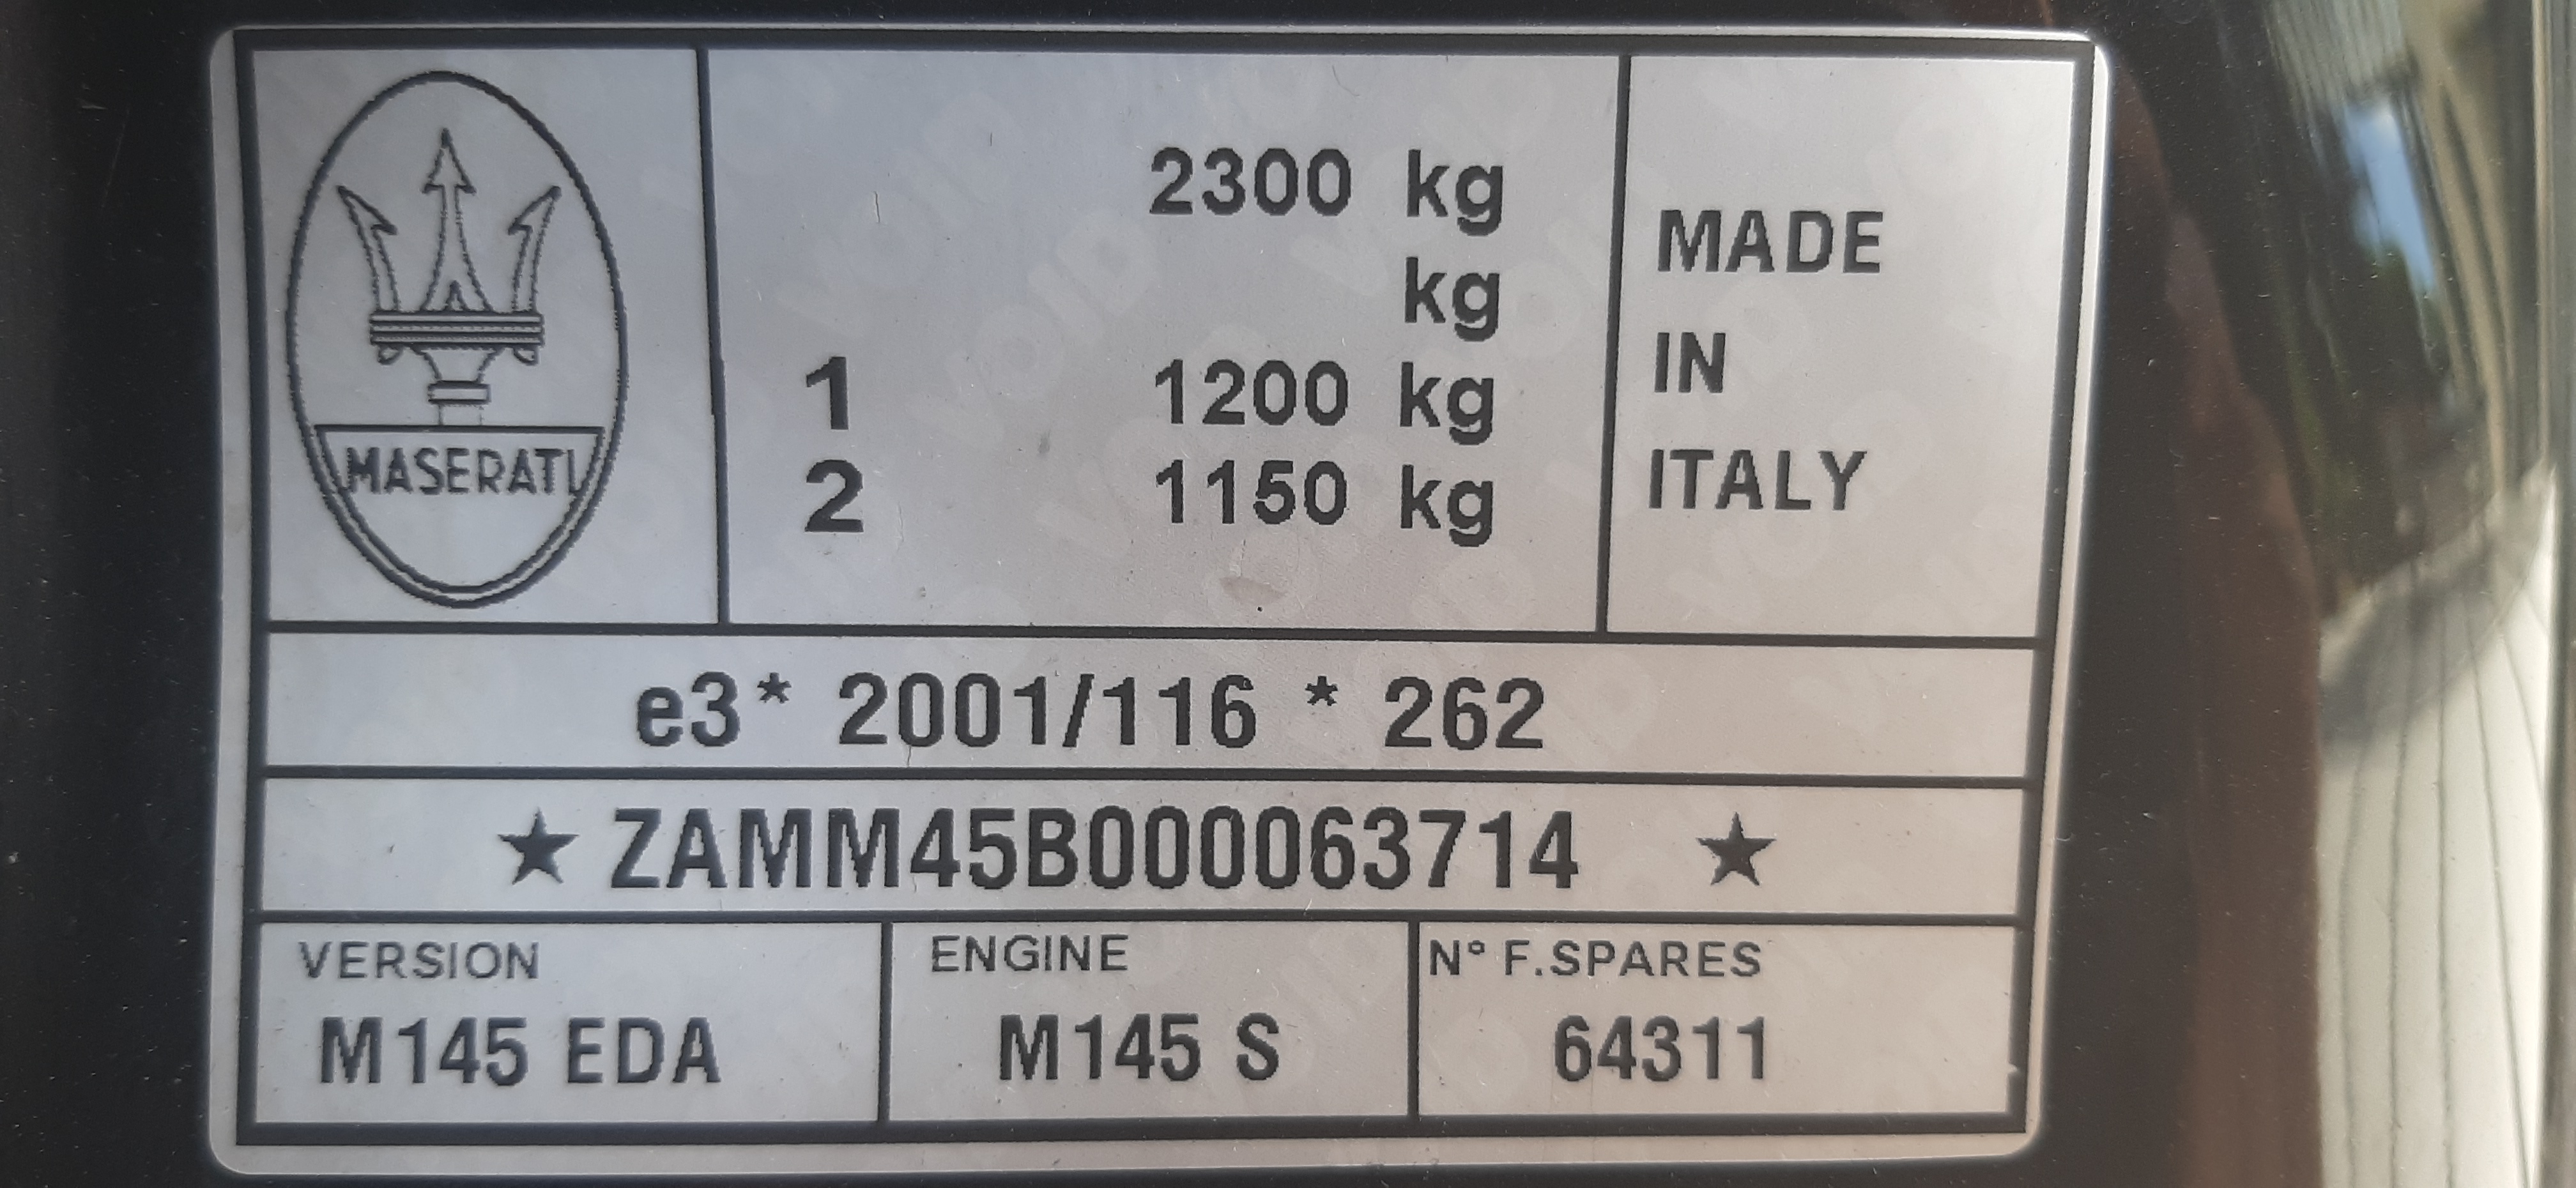 MASERATI
2300 kg
kg
1 1200 kg
2 1150 kg
MADE
IN
ITALY
e3* 2001/116 * 262
★ ZAMM45B000063714 ★
VERSION
M145 EDA
ENGINE
M145 S
N° F.SPARES
64311